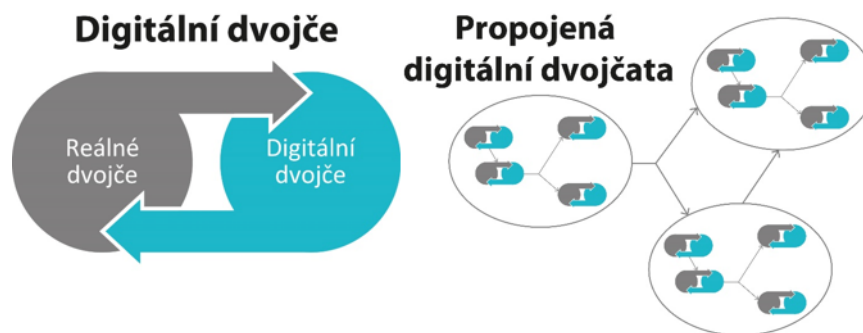 Digitální dvojče
Reálné
dvojče
Digitální
dvojče
Propojená
digitální dvojčata